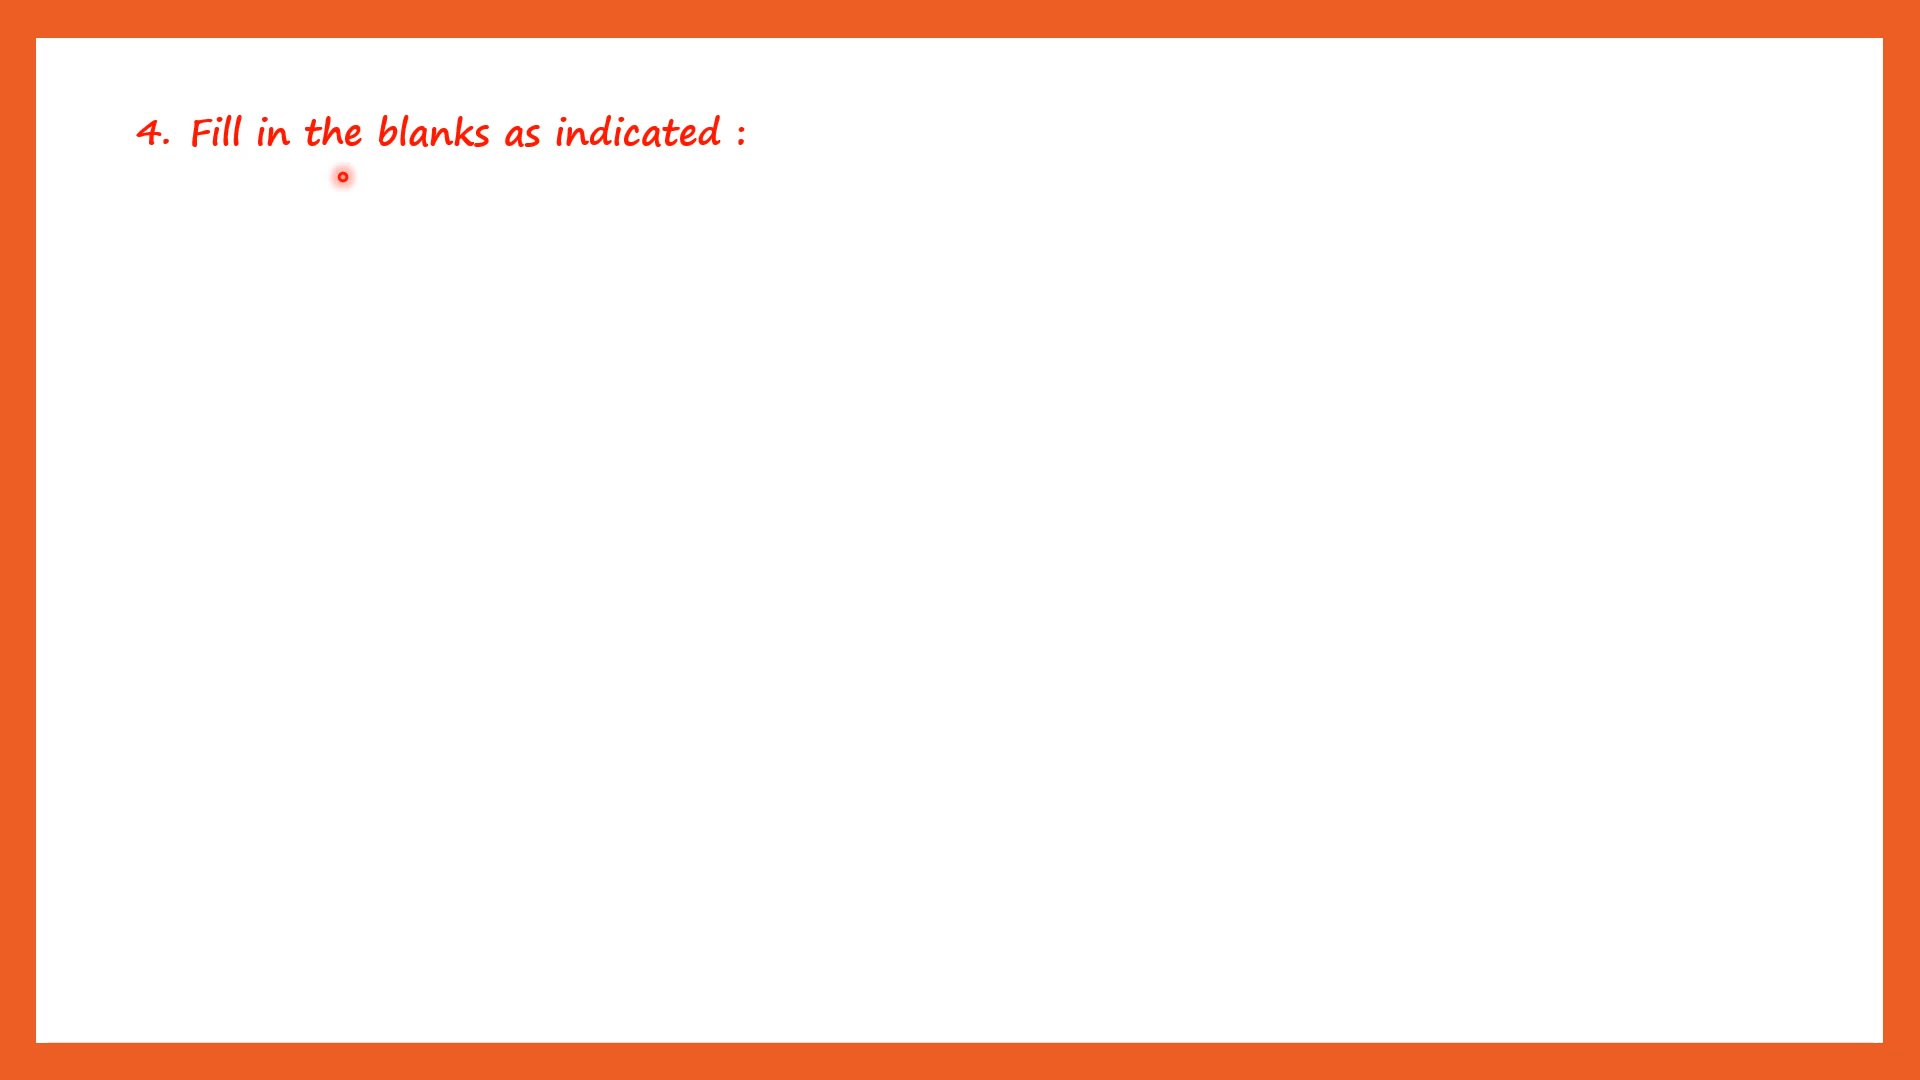 4. Fill in the blanks as indicated :